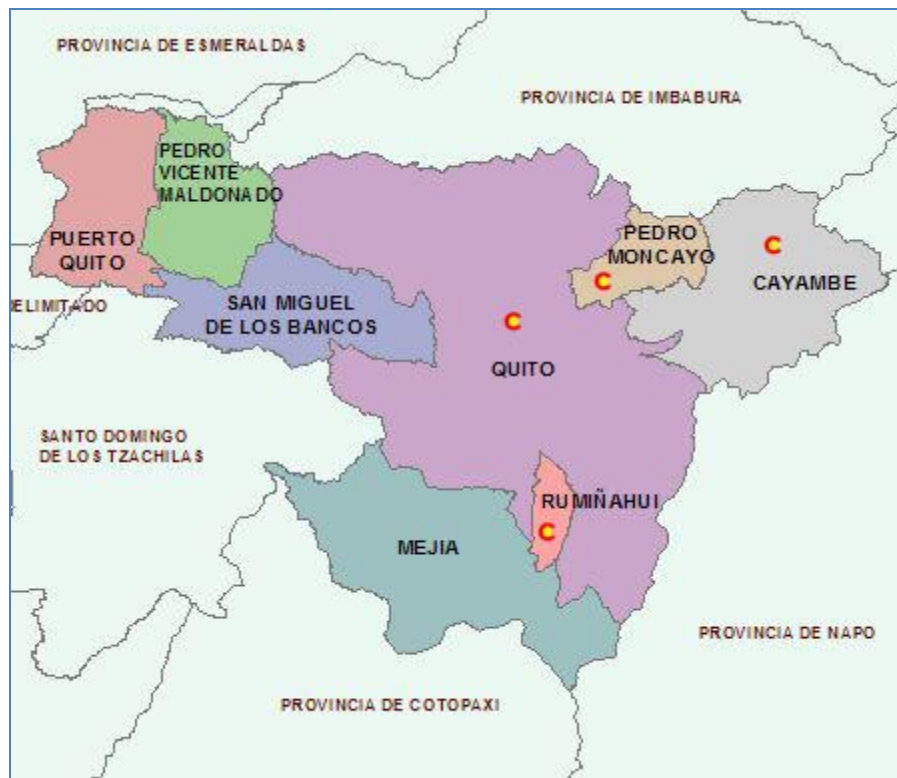 PROVINCIA DE ESMERALDAS
PROVINCIA DE IMBABURA
PEDRO
VICENTE
MALDONADO
PUERTO
QUITO
PEDRO
MONCAYO
C
C
CAYAMBE
ELIMITADO
SAN MIGUEL
DE LOS BANCOS
C
QUITO
SANTO DOMINGO
DE LOS TZACHILAS
RUMIÑAHUI
C
MEJIA
PROVINCIA DE NAPO
PROVINCIA DE COTOPAXI